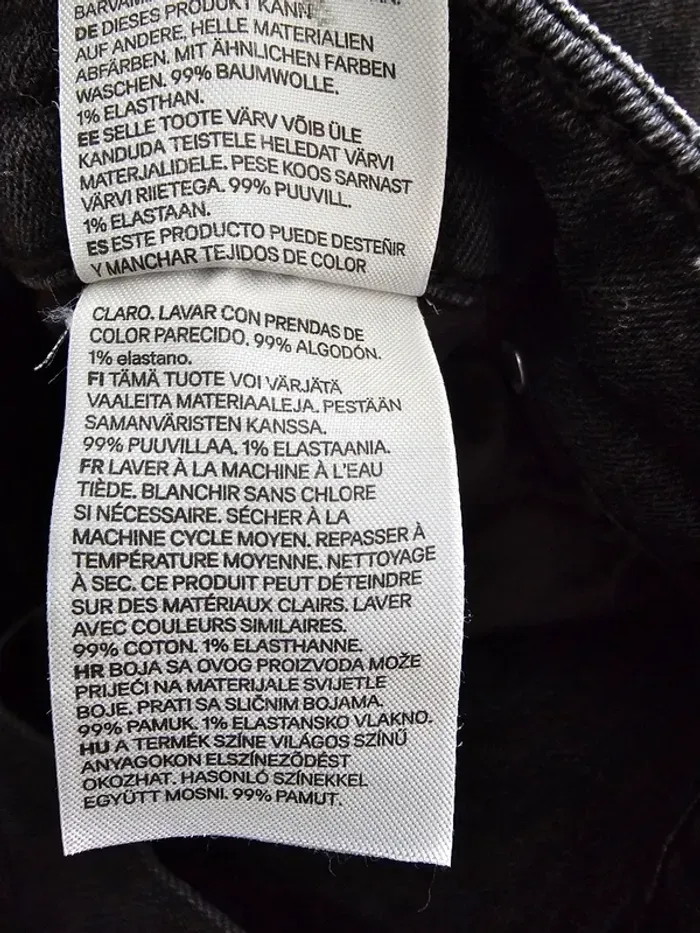 BARVAM
DE DIESES PRODUKT KANN
AUF ANDERE, HELLE MATERIALIEN
ABFÄRBEN. MIT ÄHNLICHEN FARBEN
WASCHEN. 99% BAUMWOLLE.
1% ELASTHAN.
EE SELLE TOOTE VÄRV VÕIB ÜLE
KANDUDA TEISTELE HELEDAT VÄRVI
MATERJALIDELE. PESE KOOS SARNAST
VÄRVI RIIETEGA. 99% PUUVILL.
1% ELASTAAN.
ES ESTE PRODUCTO PUEDE DESTEÑIR
Y MANCHAR TEJIDOS DE COLOR
CLARO. LAVAR CON PRENDAS DE
COLOR PARECIDO. 99% ALGODÓN.
1% elastano.
FI TÄMÄ TUOTE VOI VÄRJÄTÄ
VAALEITA MATERIAALEJA. PESTÄÄN
SAMANVÄRISTEN KANSSA.
99% PUUVILLAA. 1% ELASTAANIA.
FR LAVER À LA MACHINE À L'EAU
TIÈDE. BLANCHIR SANS CHLORE
SI NÉCESSAIRE. SÉCHER À LA
MACHINE CYCLE MOYEN. REPASSER À
TEMPÉRATURE MOYENNE. NETTOYAGE
À SEC. CE PRODUIT PEUT DÉTEINDRE
SUR DES MATÉRIAUX CLAIRS. LAVER
AVEC COULEURS SIMILAIRES.
99% COTON. 1% ELASTHANNE.
HR BOJA SA OVOG PROIZVODA MOŽE
PRIJEĆI NA MATERIJALE SVIJETLE
BOJE. PRATI SA SLIČNIM BOJAMA.
99% PAMUK. 1% ELASTANSKO VLAKNO.
HU A TERMÉK SZÍNE VILÁGOS SZÍNŰ
ANYAGOKON ELSZÍNEZŐDÉST
OKOZHAT. HASONLÓ SZÍNEKKEL
EGYÜTT MOSNI. 99% PAMUT.